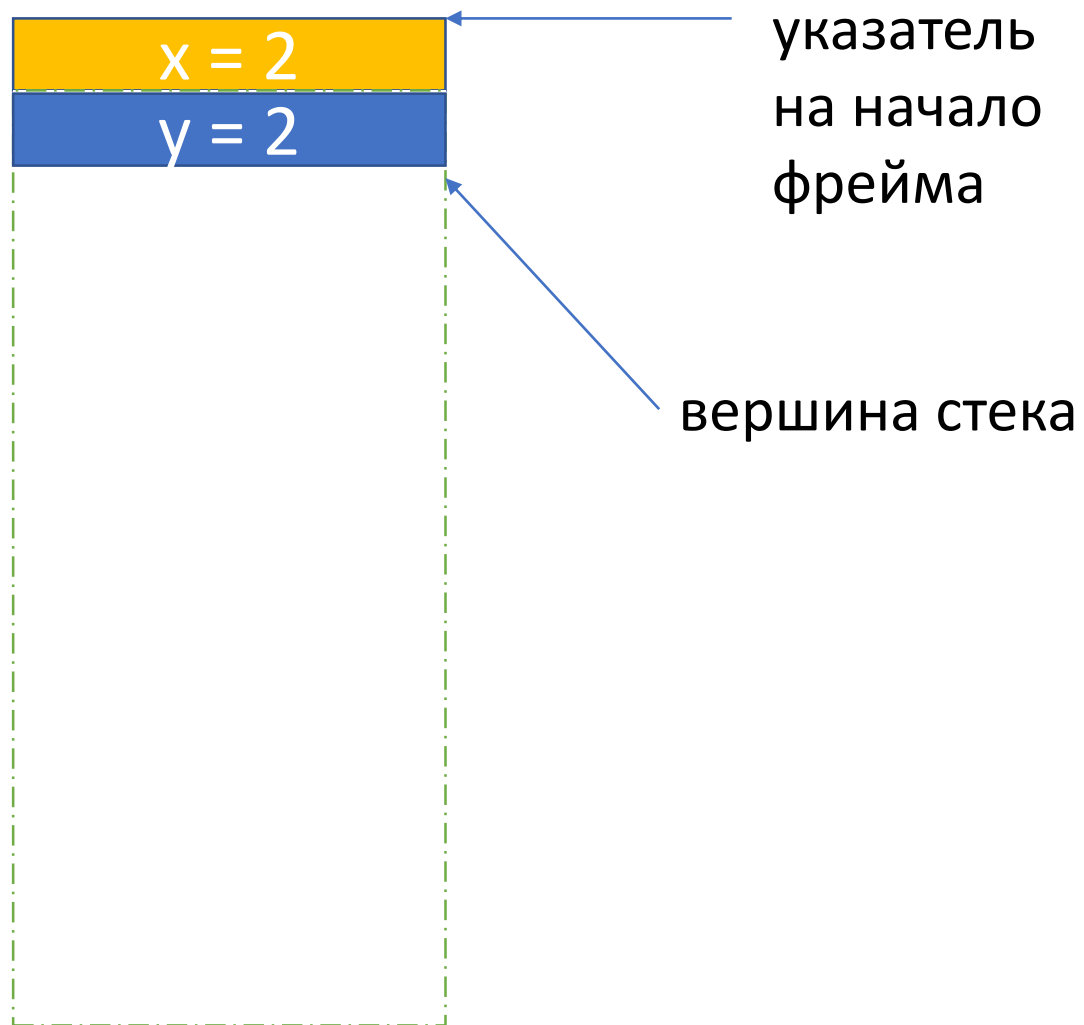 x = 2
y = 2
указатель
на начало
фрейма
вершина стека